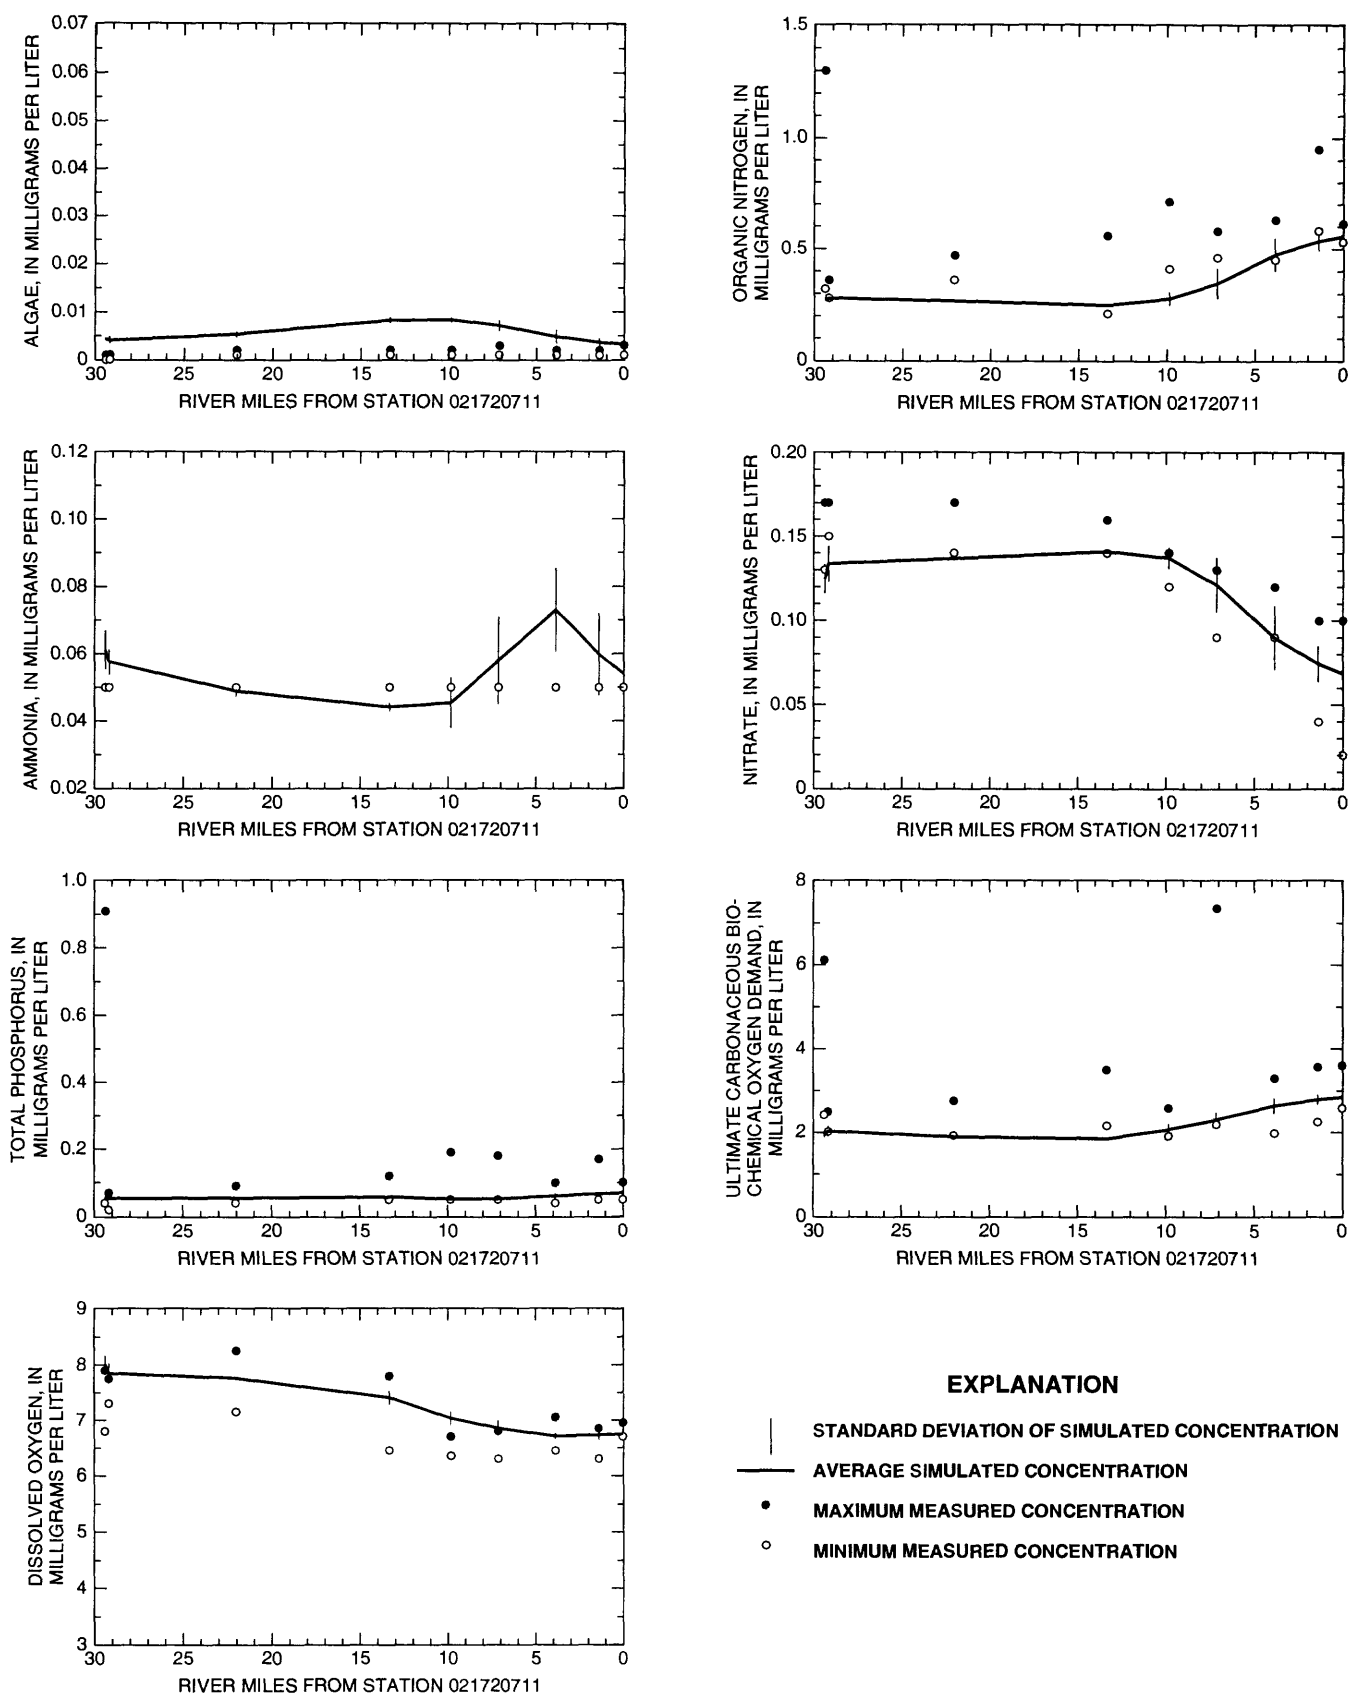 ALGAE, IN MILLIGRAMS PER LITER
0.07
0.06
0.05
0.04
0.03
0.02
0.01
0
30 25 20 15 10 5 0
RIVER MILES FROM STATION 021720711
ORGANIC NITROGEN, IN
MILLIGRAMS PER LITER
1.5
1.0
0.5
0
30 25 20 15 10 5 0
RIVER MILES FROM STATION 021720711
AMMONIA, IN MILLIGRAMS PER LITER
0.12
0.10
0.08
0.06
0.04
0.02
30 25 20 15 10 5 0
RIVER MILES FROM STATION 021720711
NITRATE, IN MILLIGRAMS PER LITER
0.20
0.15
0.10
0.05
0
30 25 20 15 10 5 0
RIVER MILES FROM STATION 021720711
TOTAL PHOSPHORUS, IN
MILLIGRAMS PER LITER
1.0
0.8
0.6
0.4
0.2
0
30 25 20 15 10 5 0
RIVER MILES FROM STATION 021720711
ULTIMATE CARBONACEOUS BIO-
CHEMICAL OXYGEN DEMAND, IN
MILLIGRAMS PER LITER
8
6
4
2
0
30 25 20 15 10 5 0
RIVER MILES FROM STATION 021720711
DISSOLVED OXYGEN, IN
MILLIGRAMS PER LITER
9
8
7
6
5
4
3
30 25 20 15 10 5 0
RIVER MILES FROM STATION 021720711
EXPLANATION
STANDARD DEVIATION OF SIMULATED CONCENTRATION
AVERAGE SIMULATED CONCENTRATION
MAXIMUM MEASURED CONCENTRATION
MINIMUM MEASURED CONCENTRATION